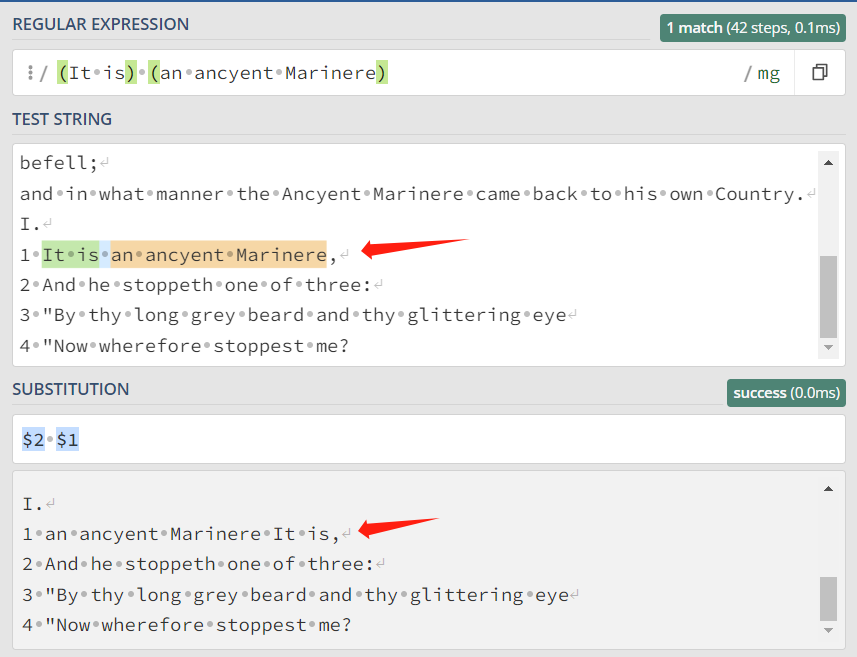 REGULAR EXPRESSION
1 match (42 steps, 0.1ms)
/ (It is) (an ancyent Marinere) / mg
TEST STRING
befell;
and in what manner the Ancyent Marinere came back to his own Country.
I.
1 It is an ancyent Marinere,
2 And he stoppeth one of three:
3 "By thy long grey beard and thy glittering eye
4 "Now wherefore stoppest me?
SUBSTITUTION
success (0.0ms)
$2 $1
I.
1 an ancyent Marinere It is,
2 And he stoppeth one of three:
3 "By thy long grey beard and thy glittering eye
4 "Now wherefore stoppest me?